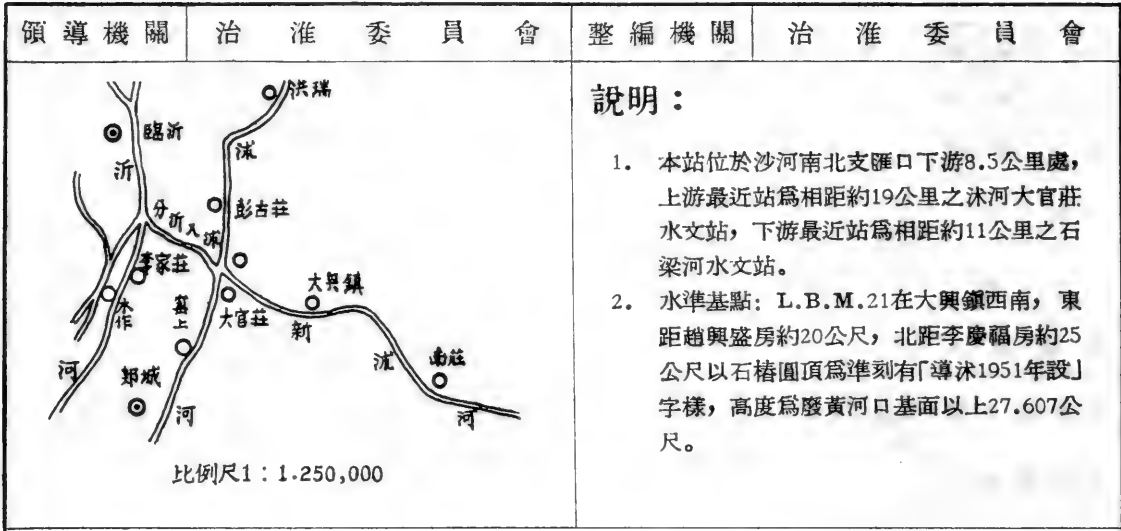 領導機關 治淮委員會 整編機關 治淮委員會
洪瑞
臨沂
沭
沂
彭古莊
分沂入沭
李家莊
大興鎮
大官莊
窰上
新
沭
南莊
河
郯城
河
河
比例尺1:1.250,000
說明:
1. 本站位於沙河南北支匯口下游8.5公里處,
上游最近站爲相距約19公里之沭河大官莊
水文站,下游最近站爲相距約11公里之石
梁河水文站。
2. 水準基點: L.B.M.21在大興鎭西南,東
距趙興盛房約20公尺,北距李慶福房約25
公尺以石樁圓頂爲準刻有「導沭1951年設」
字樣,高度爲廢黃河口基面以上27.607公
尺。